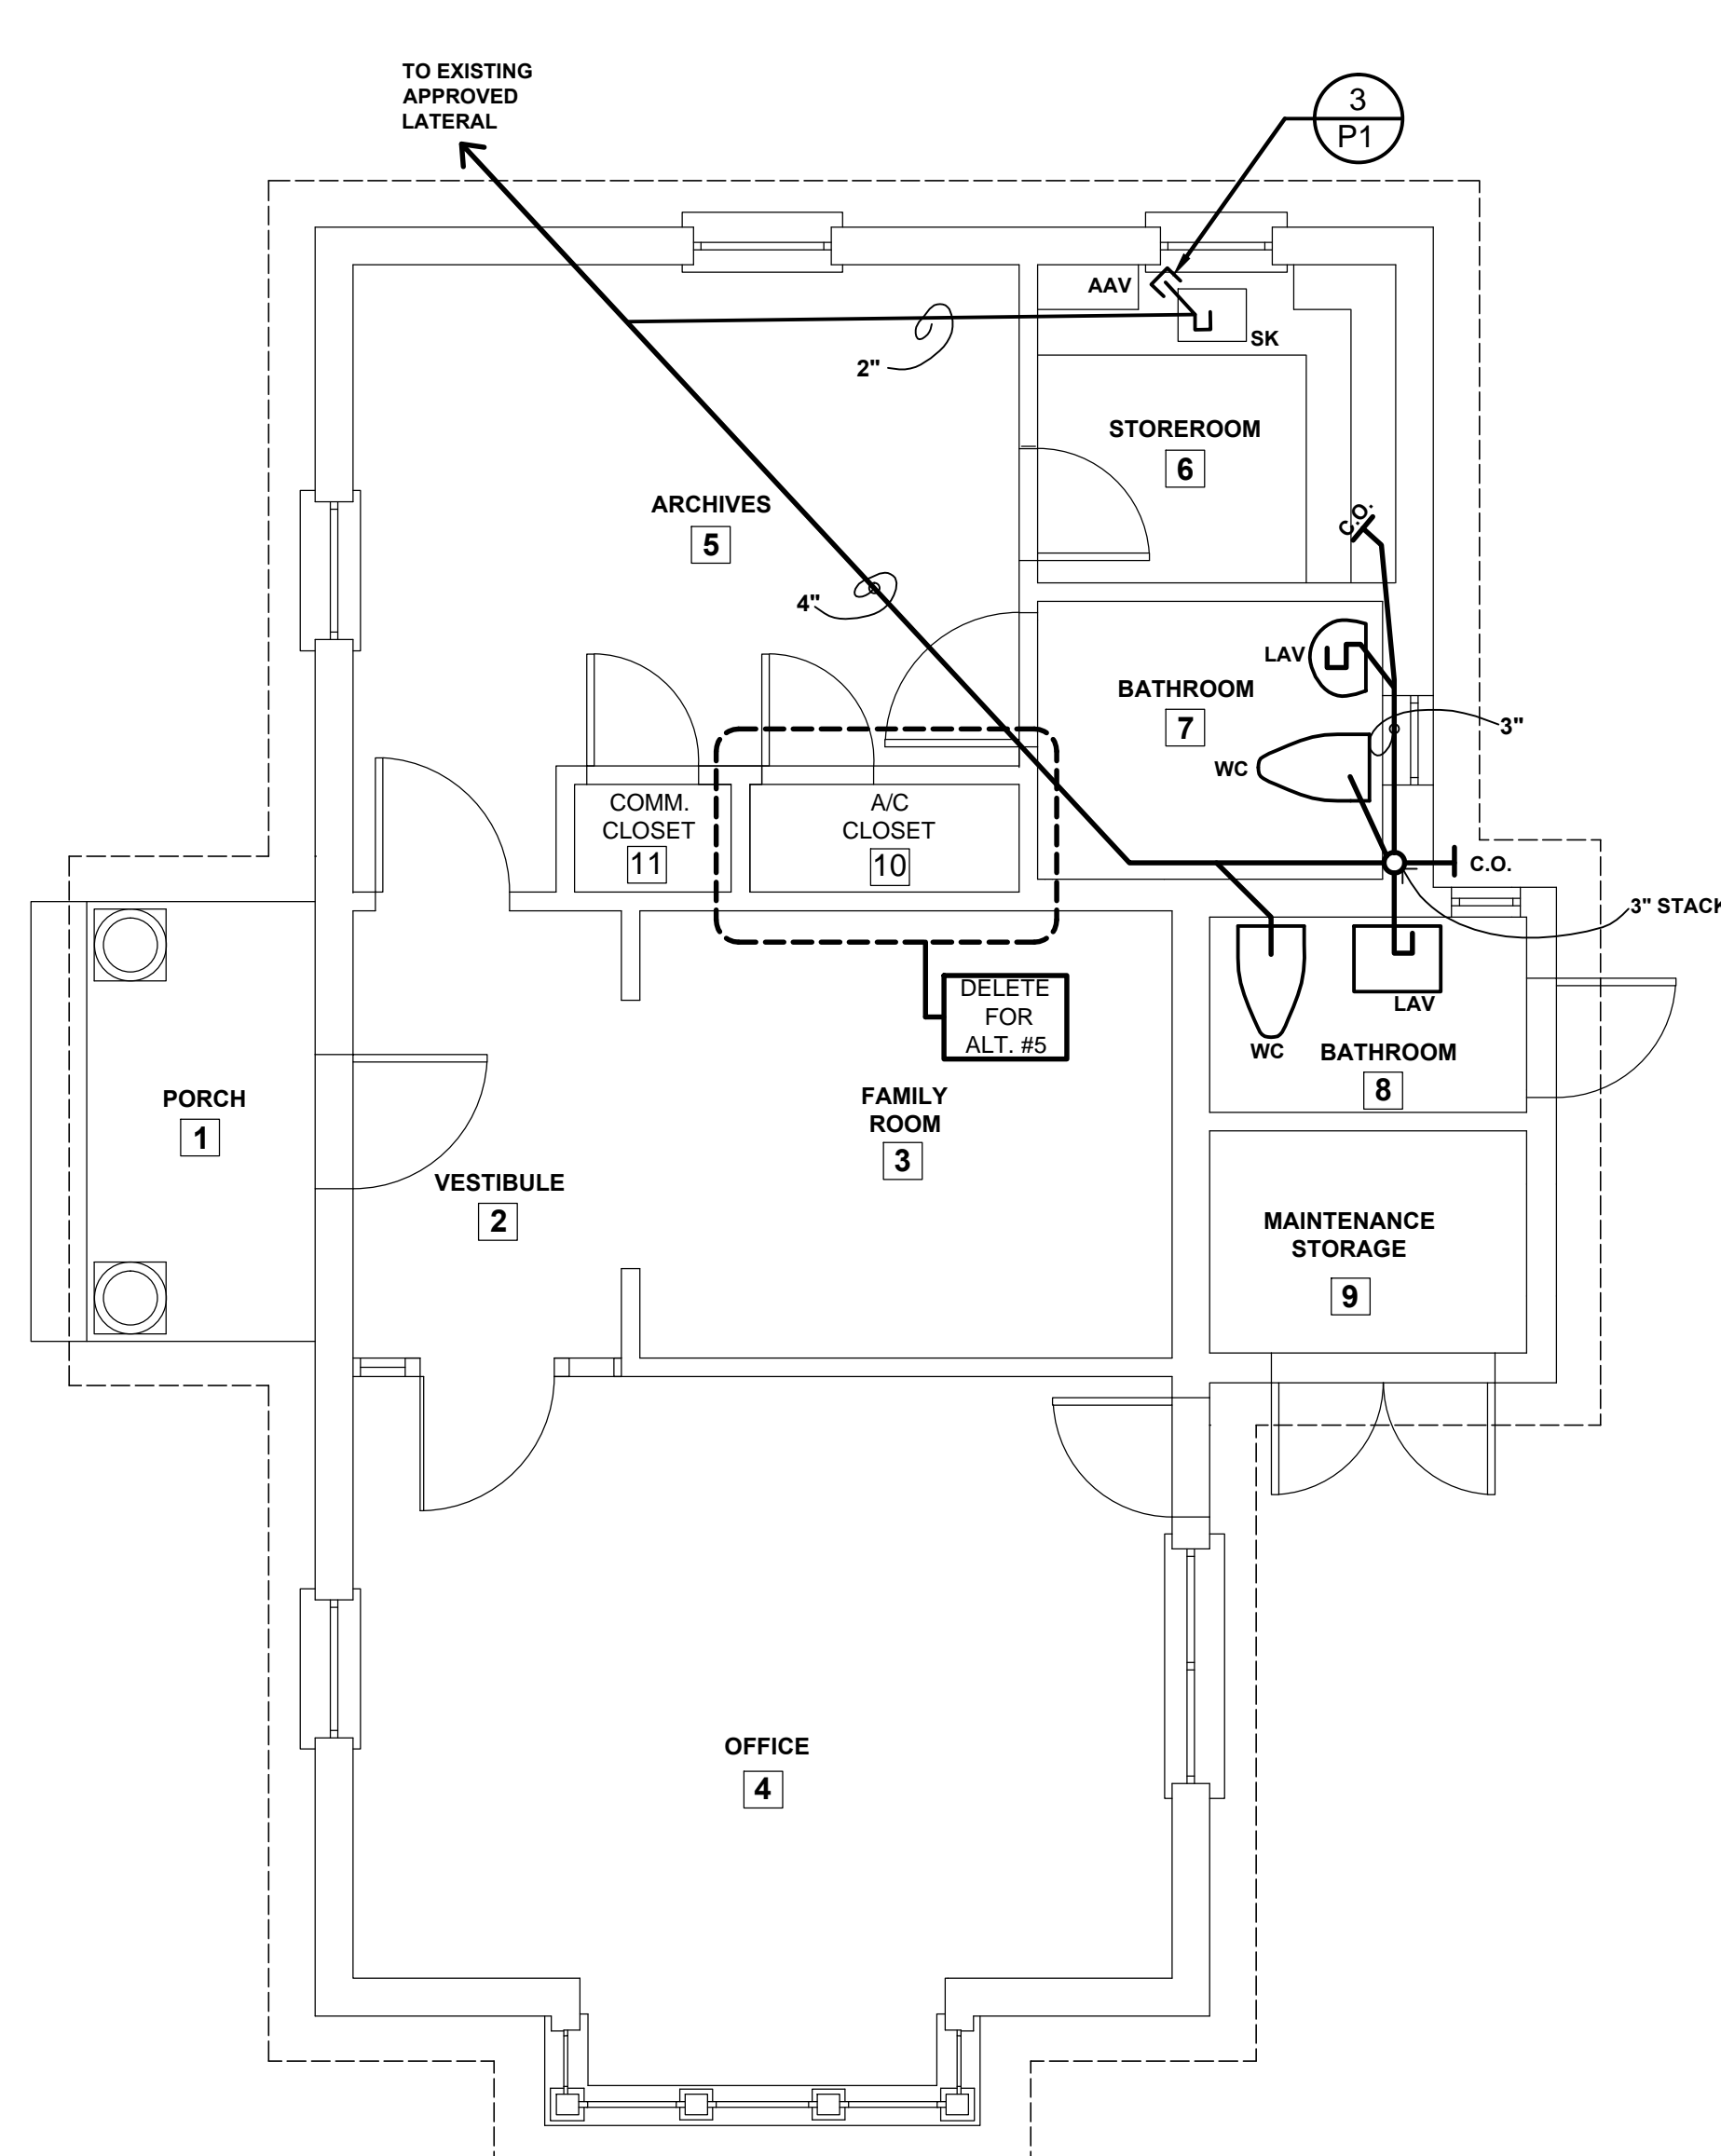 TO EXISTING
APPROVED
LATERAL
3
P1
AAV
SK
2"
STOREROOM
6
ARCHIVES
5
C.O.
4"
LAV
BATHROOM
7
3"
WC
COMM.
CLOSET
11
A/C
CLOSET
10
C.O.
3" STACK
DELETE
FOR
ALT. #5
LAV
WC
BATHROOM
8
PORCH
1
FAMILY
ROOM
3
VESTIBULE
2
MAINTENANCE
STORAGE
9
OFFICE
4